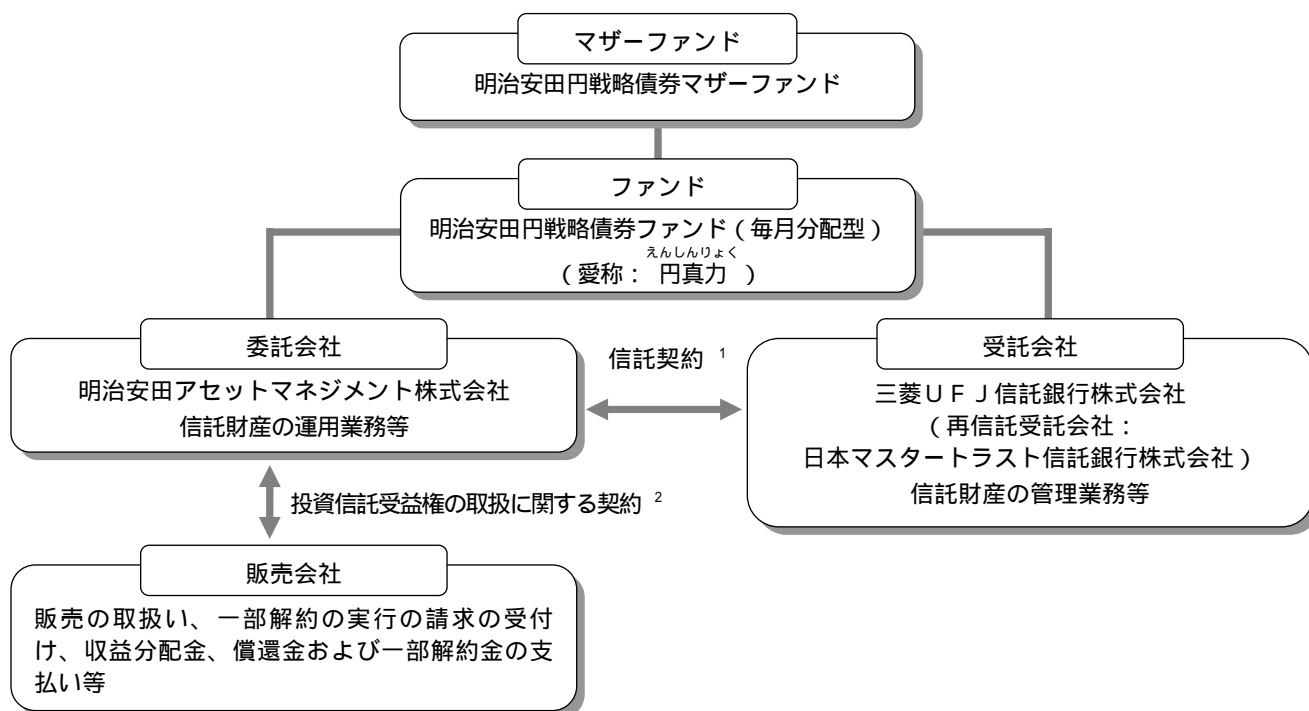 マザーファンド
明治安田円戦略債券マザーファンド
ファンド
明治安田円戦略債券ファンド(毎月分配型)
えんしんりょく
(愛称: 円真力 )
委託会社
明治安田アセットマネジメント株式会社
信託財産の運用業務等
信託契約 1
受託会社
三菱UFJ信託銀行株式会社
(再信託受託会社:
日本マスタートラスト信託銀行株式会社)
信託財産の管理業務等
投資信託受益権の取扱に関する契約 2
販売会社
販売の取扱い、一部解約の実行の請求の受付
け、収益分配金、償還金および一部解約金の支
払い等